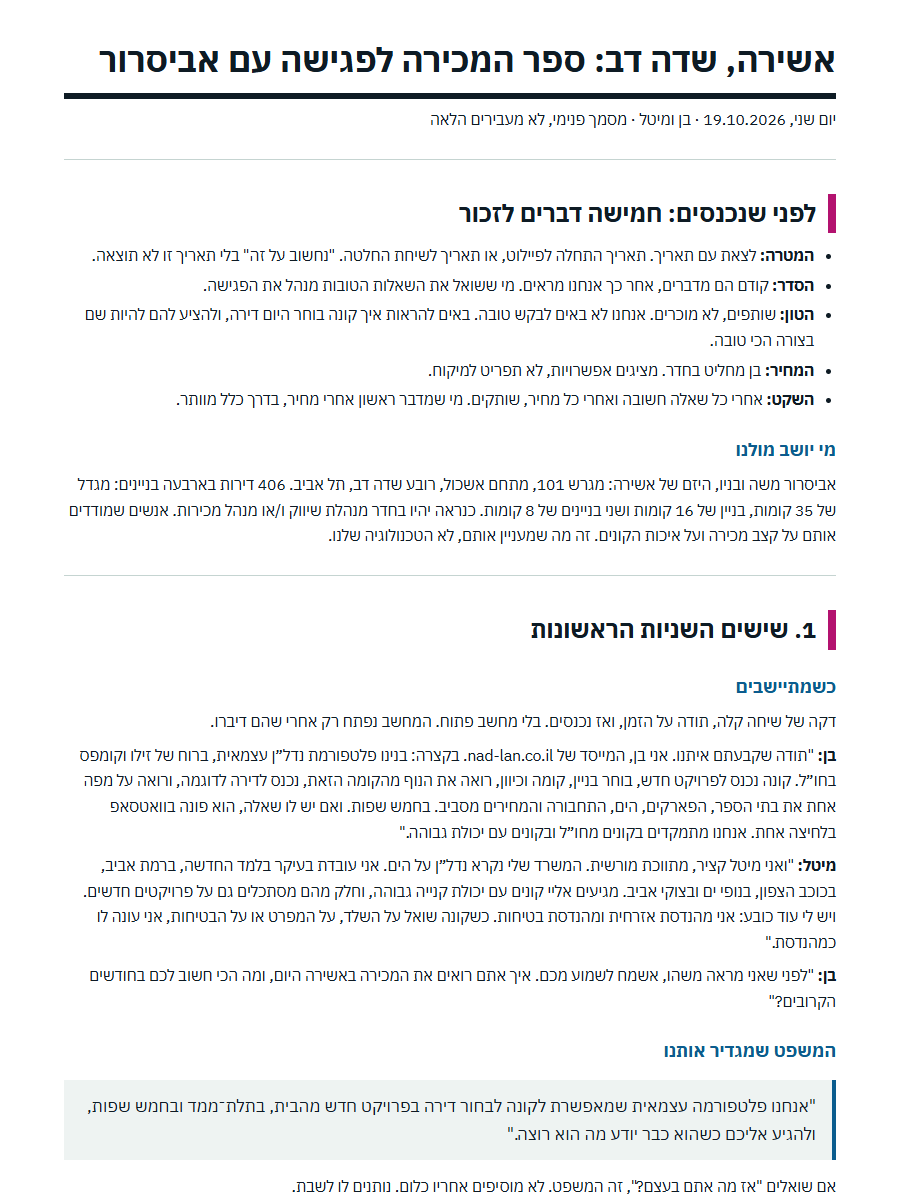 אשירה, שדה דב: ספר המכירה לפגישה עם אביסרור
יום שני, 19.10.2026 · בן ומיטל · מסמך פנימי, לא מעבירים הלאה
לפני שנכנסים: חמישה דברים לזכור
• המטרה: לצאת עם תאריך. תאריך התחלה לפיילוט, או תאריך לשיחת החלטה. "נחשוב על זה" בלי תאריך זו לא תוצאה.
• הסדר: קודם הם מדברים, אחר כך אנחנו מראים. מי ששואל את השאלות הטובות מנהל את הפגישה.
• הטון: שותפים, לא מוכרים. אנחנו לא באים לבקש טובה. באים להראות איך קונה בוחר היום דירה, ולהציע להם להיות שם
בצורה הכי טובה.
• המחיר: בן מחליט בחדר. מציגים אפשרויות, לא תפריט למיקוח.
• השקט: אחרי כל שאלה חשובה ואחרי כל מחיר, שותקים. מי שמדבר ראשון אחרי מחיר, בדרך כלל מוותר.
מי יושב מולנו
אביסרור משה ובניו, היזם של אשירה: מגרש 101, מתחם אשכול, רובע שדה דב, תל אביב. 406 דירות בארבעה בניינים: מגדל
של 35 קומות, בניין של 16 קומות ושני בניינים של 8 קומות. כנראה יהיו בחדר מנהלת שיווק ו/או מנהל מכירות. אנשים שמודדים
אותם על קצב מכירה ועל איכות הקונים. זה מה שמעניין אותם, לא הטכנולוגיה שלנו.
1. שישים השניות הראשונות
כשמתיישבים
דקה של שיחה קלה, תודה על הזמן, ואז נכנסים. בלי מחשב פתוח. המחשב נפתח רק אחרי שהם דיברו.
בן: "תודה שקבעתם איתנו. אני בן, המייסד של nad-lan.co.il. בקצרה: בנינו פלטפורמת נדל״ן עצמאית, ברוח של זילו וקומפס
בחו״ל. קונה נכנס לפרויקט חדש, בוחר בניין, קומה וכיוון, רואה את הנוף מהקומה הזאת, נכנס לדירה לדוגמה, ורואה על מפה
אחת את בתי הספר, הפארקים, הים, התחבורה והמחירים מסביב. בחמש שפות. ואם יש לו שאלה, הוא פונה בוואטסאפ
בלחיצה אחת. אנחנו מתמקדים בקונים מחו״ל ובקונים עם יכולת גבוהה."
מיטל: "ואני מיטל קציר, מתווכת מורשית. המשרד שלי נקרא נדל״ן על הים. אני עובדת בעיקר בלמד החדשה, ברמת אביב,
בכוכב הצפון, בנופי ים ובצוקי אביב. מגיעים אליי קונים עם יכולת קנייה גבוהה, וחלק מהם מסתכלים גם על פרויקטים חדשים.
ויש לי עוד כובע: אני מהנדסת אזרחית ומהנדסת בטיחות. כשקונה שואל על השלד, על המפרט או על הבטיחות, אני עונה לו
כמהנדסת."
בן: "לפני שאני מראה משהו, אשמח לשמוע מכם. איך אתם רואים את המכירה באשירה היום, ומה הכי חשוב לכם בחודשים
הקרובים?"
המשפט שמגדיר אותנו
"אנחנו פלטפורמה עצמאית שמאפשרת לקונה לבחור דירה בפרויקט חדש מהבית, בתלת־ממד ובחמש שפות,
ולהגיע אליכם כשהוא כבר יודע מה הוא רוצה."
אם שואלים "אז מה אתם בעצם?", זה המשפט. לא מוסיפים אחריו כלום. נותנים לו לשבת.